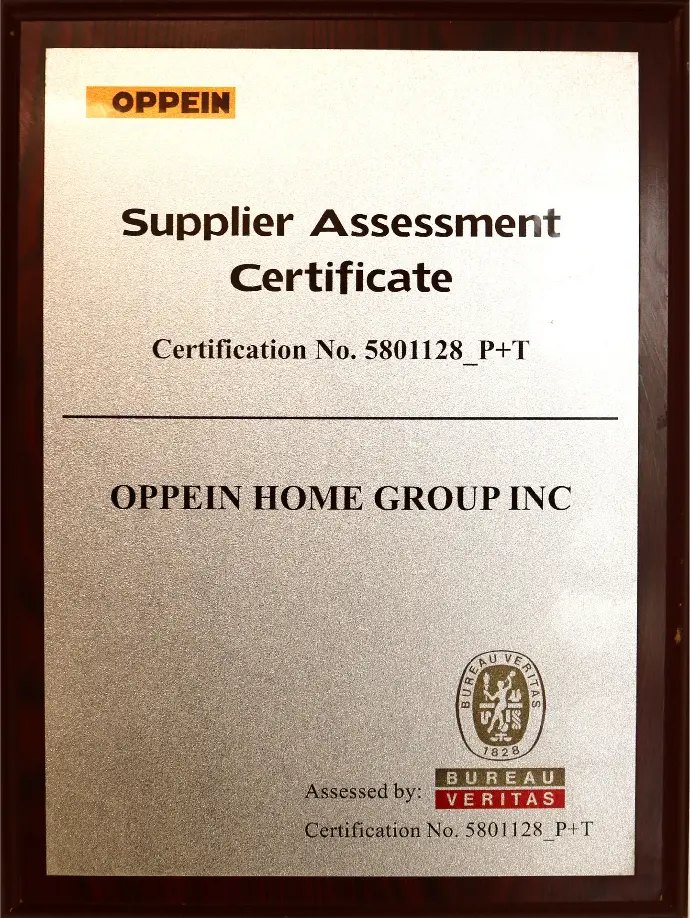 OPPEIN
Supplier Assessment
Certificate
Certification No. 5801128_P+T
OPPEIN HOME GROUP INC
BUREAU VERITAS
1828
Assessed by:
BUREAU
VERITAS
Certification No. 5801128_P+T